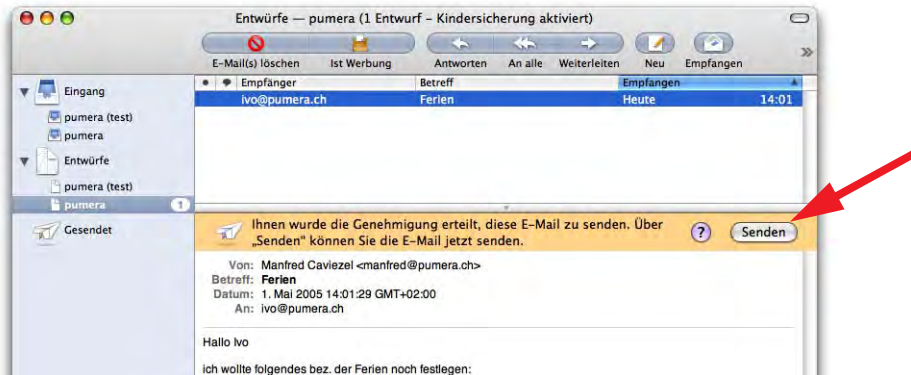 Entwürfe — pumera (1 Entwurf – Kindersicherung aktiviert)
E-Mail(s) löschen Ist Werbung Antworten An alle Weiterleiten Neu Empfangen
Empfänger Betreff Empfangen
ivo@pumera.ch Ferien Heute 14:01
Eingang
pumera (test)
pumera
Entwürfe
pumera (test)
pumera 1
Gesendet
Ihnen wurde die Genehmigung erteilt, diese E-Mail zu senden. Über
„Senden“ können Sie die E-Mail jetzt senden.
? Senden
Von: Manfred Caviezel <manfred@pumera.ch>
Betreff: Ferien
Datum: 1. Mai 2005 14:01:29 GMT+02:00
An: ivo@pumera.ch
Hallo Ivo
ich wollte folgendes bez. der Ferien noch festlegen: